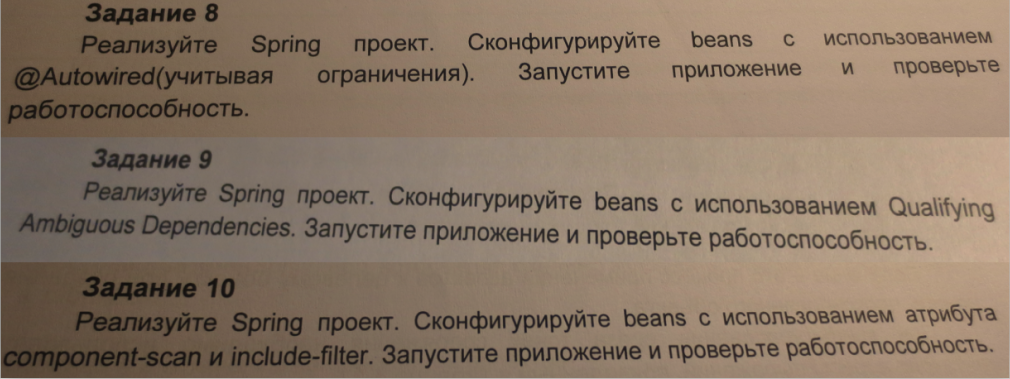 Задание 8
Реализуйте Spring проект. Сконфигурируйте beans с использованием
@Autowired(учитывая ограничения). Запустите приложение и проверьте
работоспособность.
Задание 9
Реализуйте Spring проект. Сконфигурируйте beans с использованием Qualifying
Ambiguous Dependencies. Запустите приложение и проверьте работоспособность.
Задание 10
Реализуйте Spring проект. Сконфигурируйте beans с использованием атрибута
component-scan и include-filter. Запустите приложение и проверьте работоспособность.